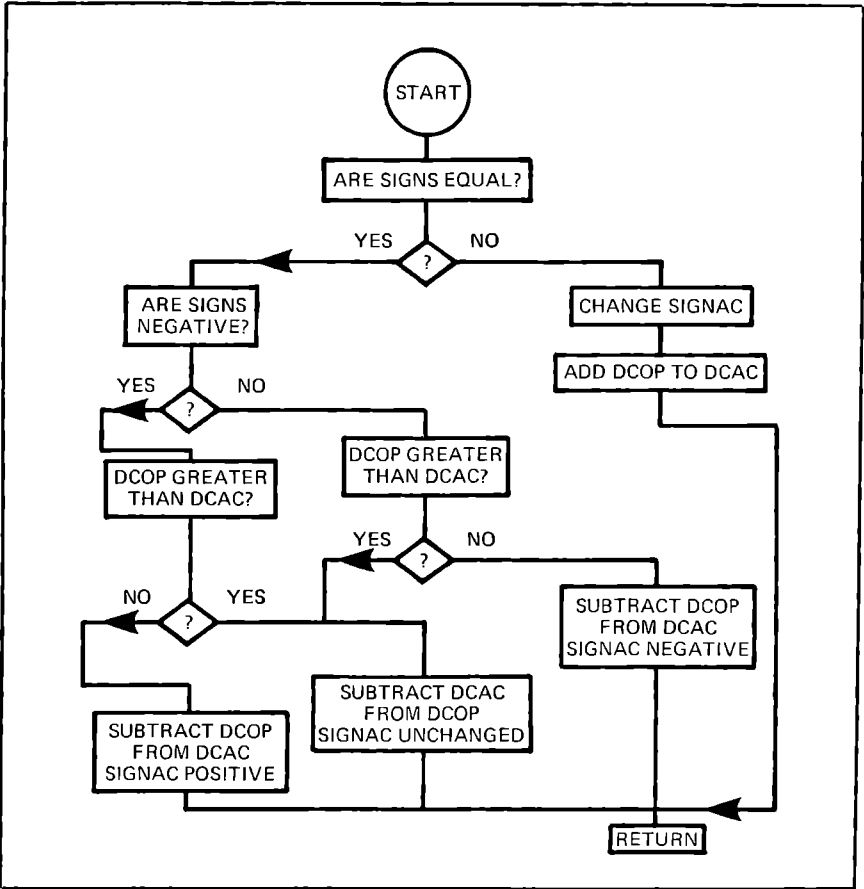 START
ARE SIGNS EQUAL?
YES
NO
?
ARE SIGNS
NEGATIVE?
CHANGE SIGNAC
ADD DCOP TO DCAC
YES
NO
?
DCOP GREATER
THAN DCAC?
DCOP GREATER
THAN DCAC?
YES
NO
?
NO
YES
?
SUBTRACT DCOP
FROM DCAC
SIGNAC NEGATIVE
SUBTRACT DCAC
FROM DCOP
SIGNAC UNCHANGED
SUBTRACT DCOP
FROM DCAC
SIGNAC POSITIVE
RETURN